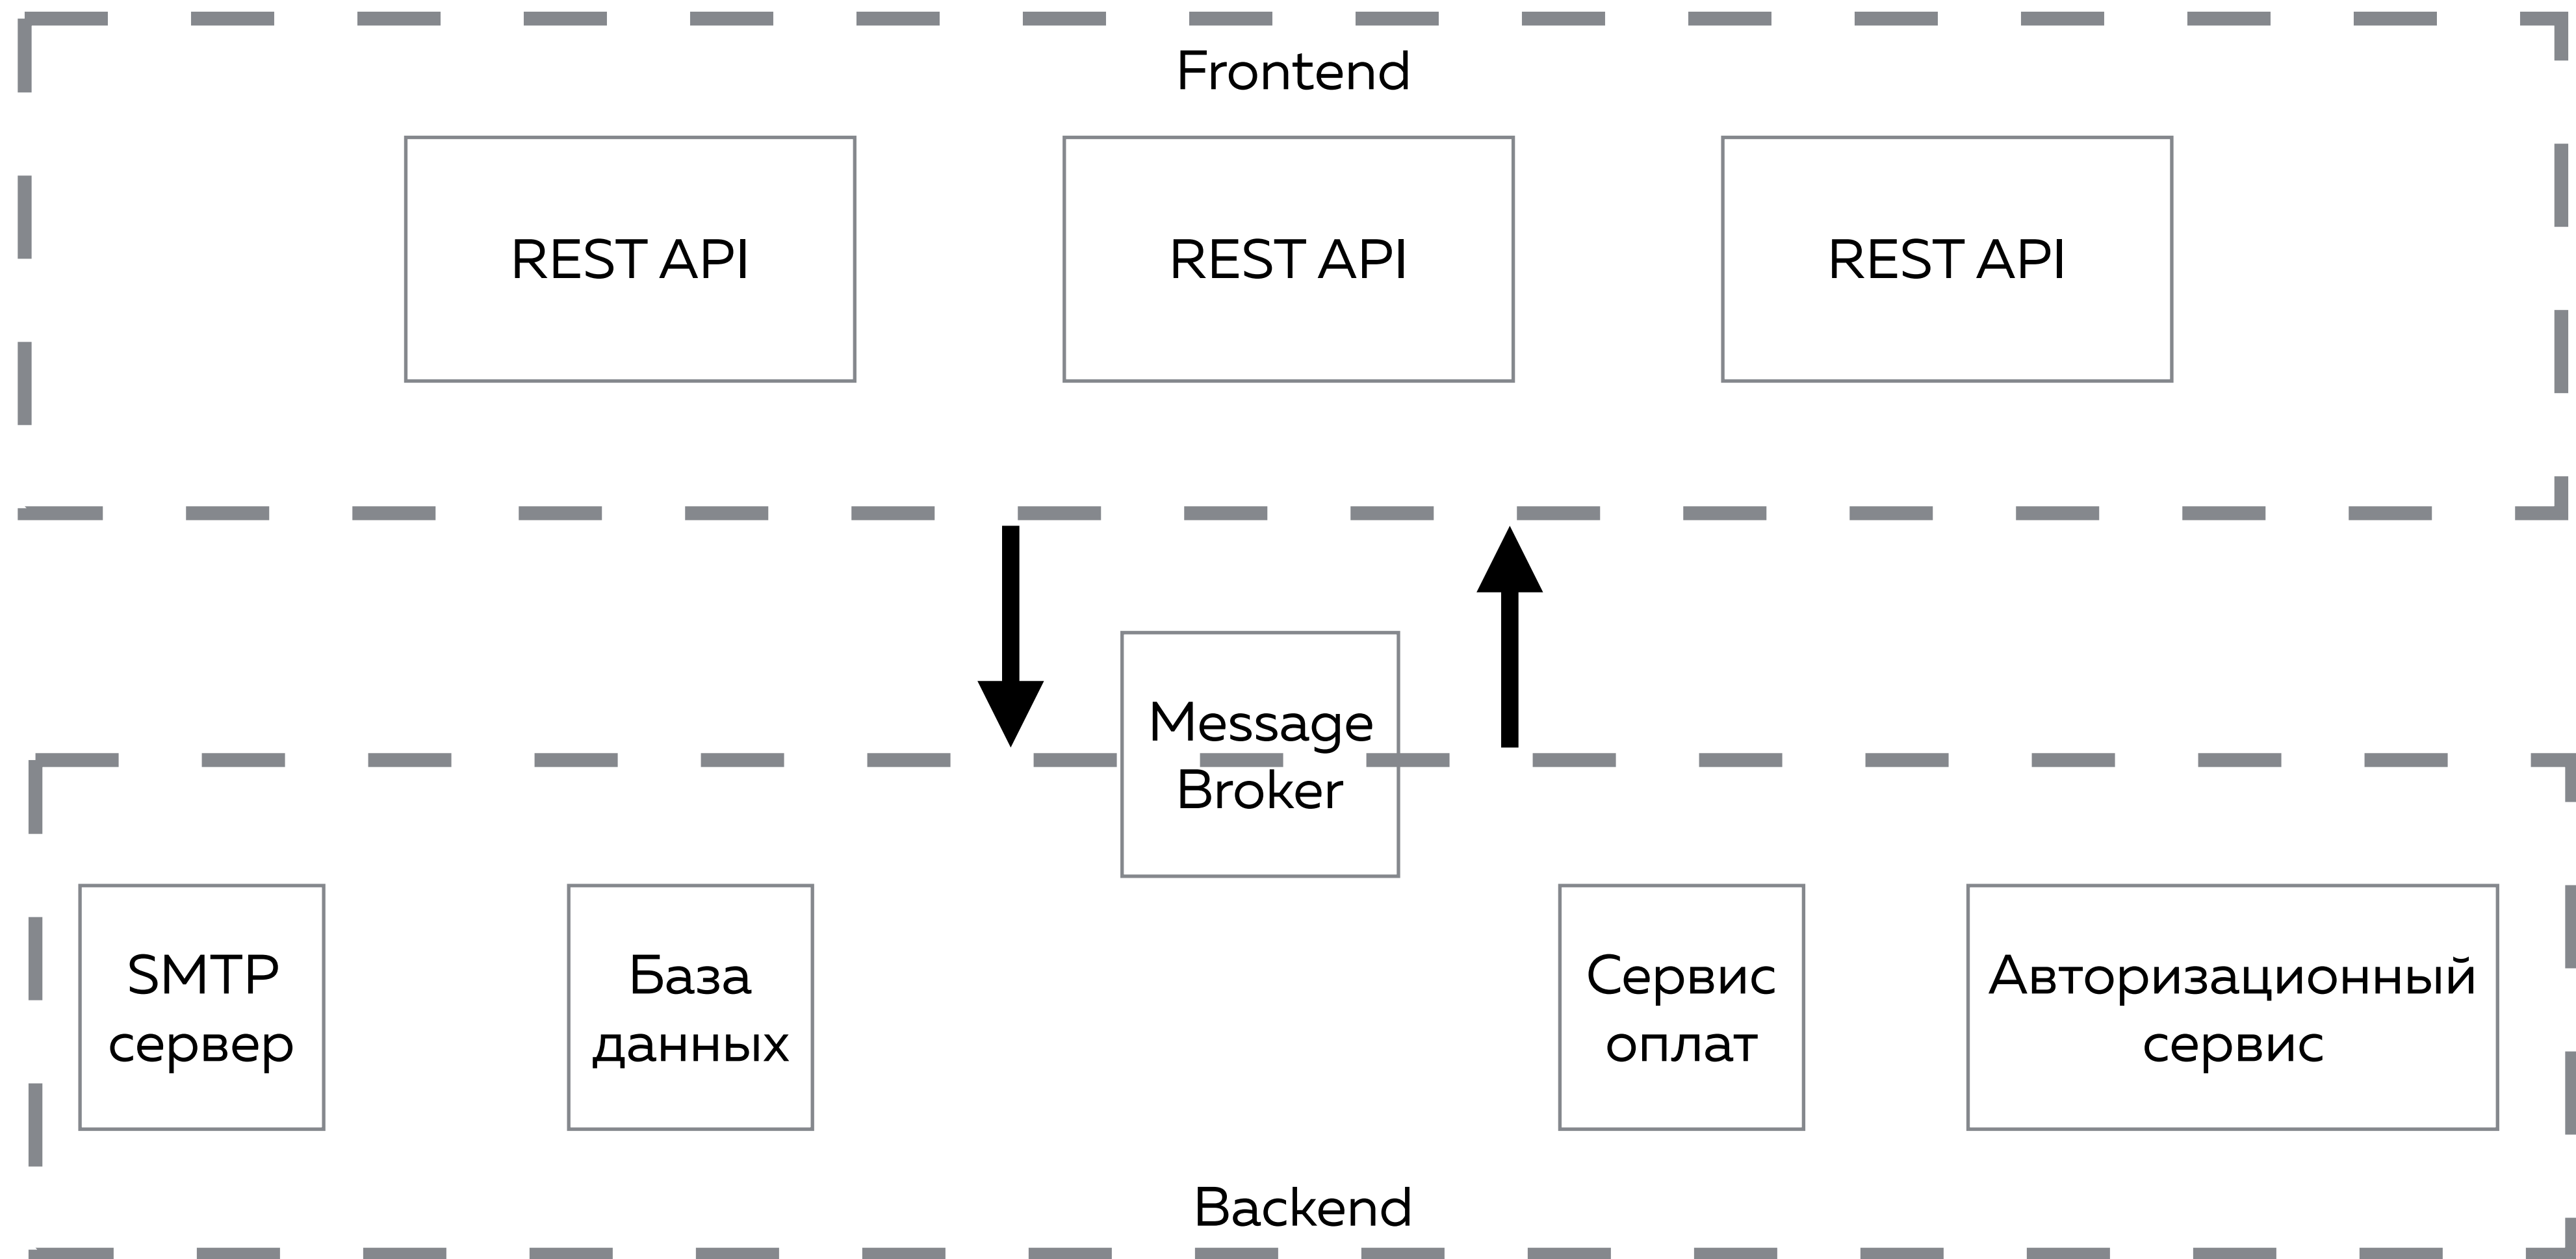 Frontend
REST API
REST API
REST API
Message
Broker
SMTP
сервер
База
данных
Сервис
оплат
Авторизационный
сервис
Backend